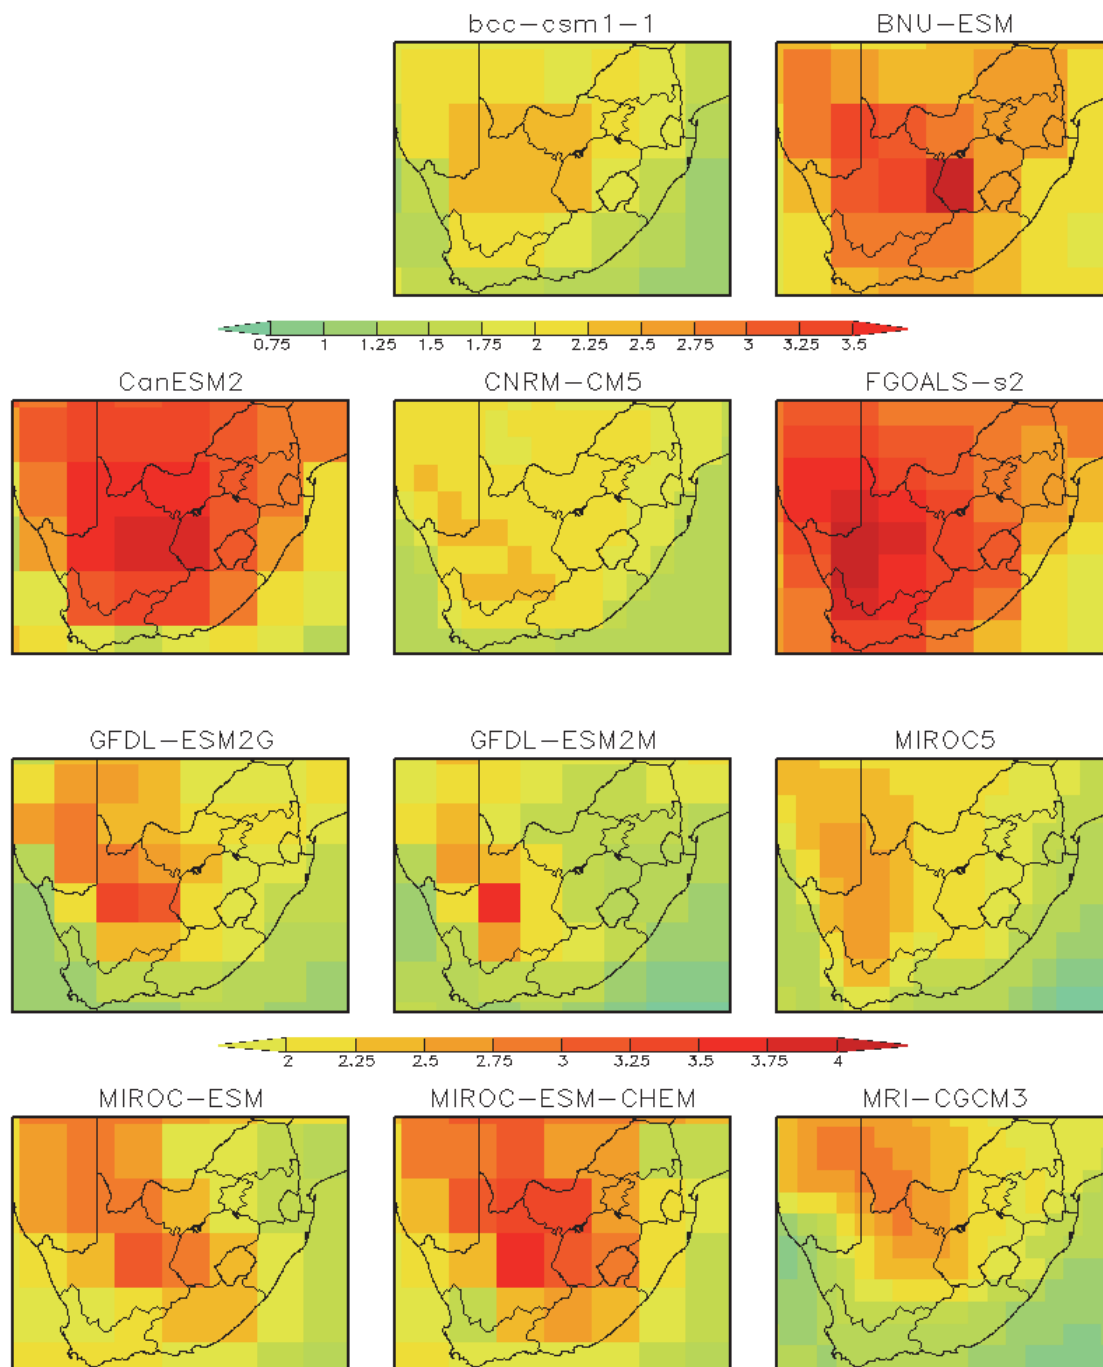 bcc-csm1-1 BNU-ESM
0.75 1 1.25 1.5 1.75 2 2.25 2.5 2.75 3 3.25 3.5
CanESM2 CNRM-CM5 FGOALS-s2
GFDL-ESM2G GFDL-ESM2M MIROC5
2 2.25 2.5 2.75 3 3.25 3.5 3.75 4
MIROC-ESM MIROC-ESM-CHEM MRI-CGCM3